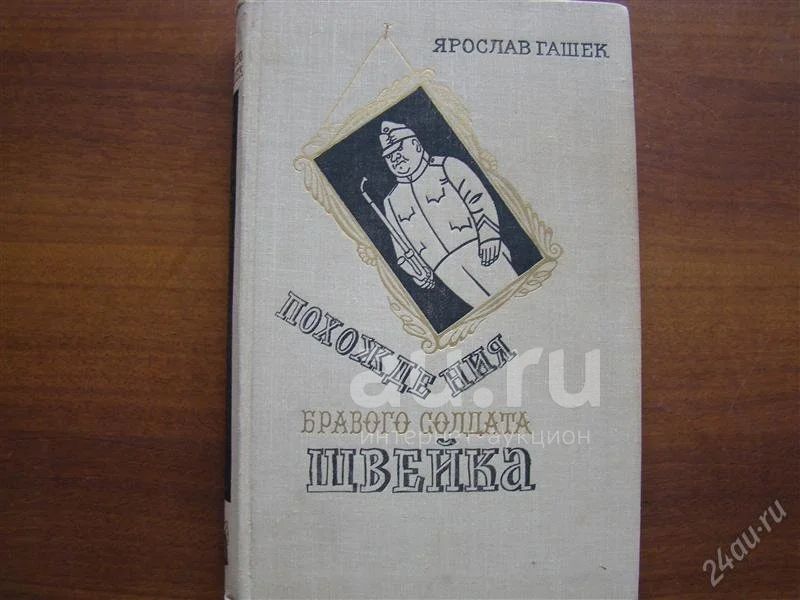 ЯРОСЛАВ ГАШЕК
ПОХОЖДЕНИЯ
БРАВОГО СОЛДАТА
ШВЕЙКА
au.ru
интернет-аукцион
24au.ru